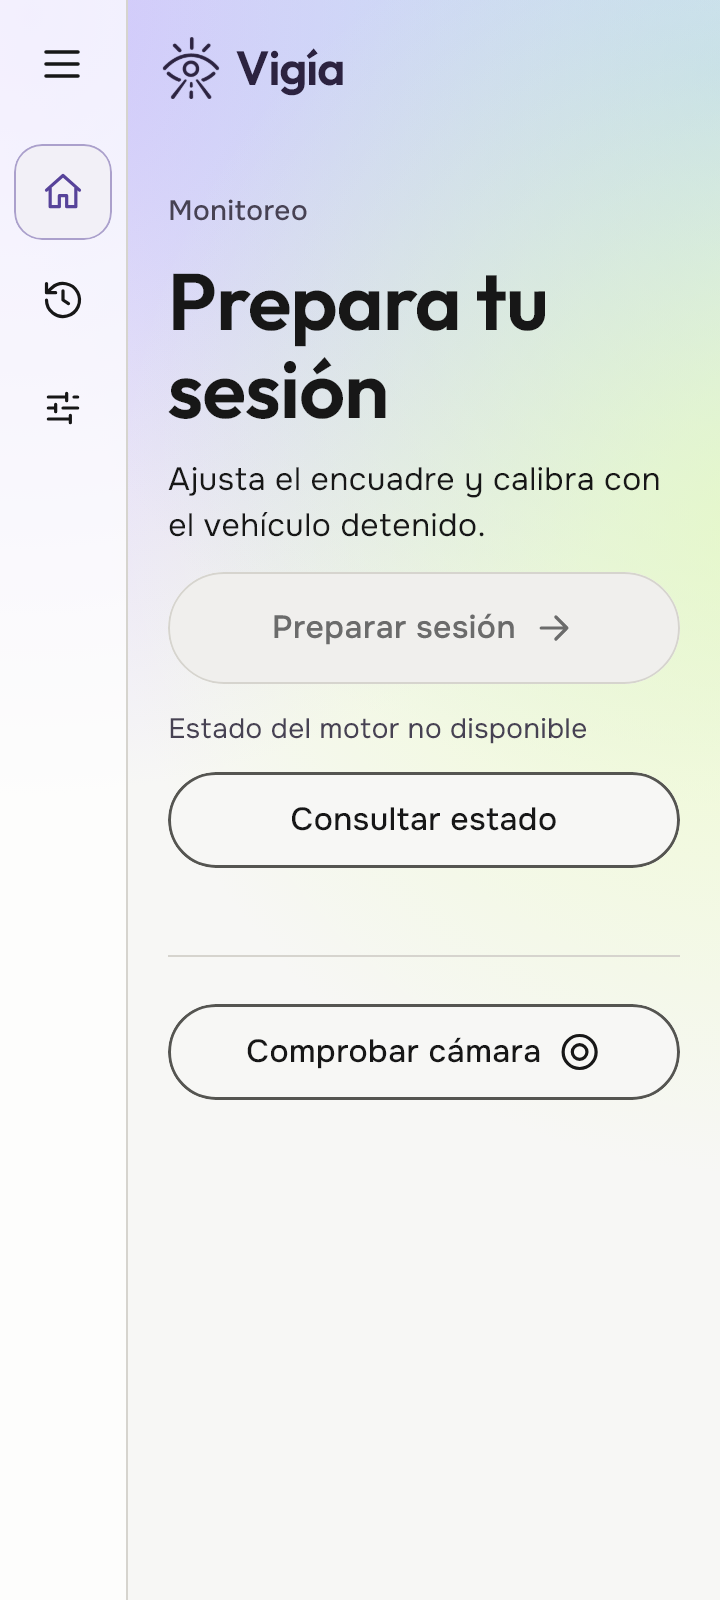 Vigía
Monitoreo
Prepara tu
sesión
Ajusta el encuadre y calibra con
el vehículo detenido.
Preparar sesión
Estado del motor no disponible
Consultar estado
Comprobar cámara